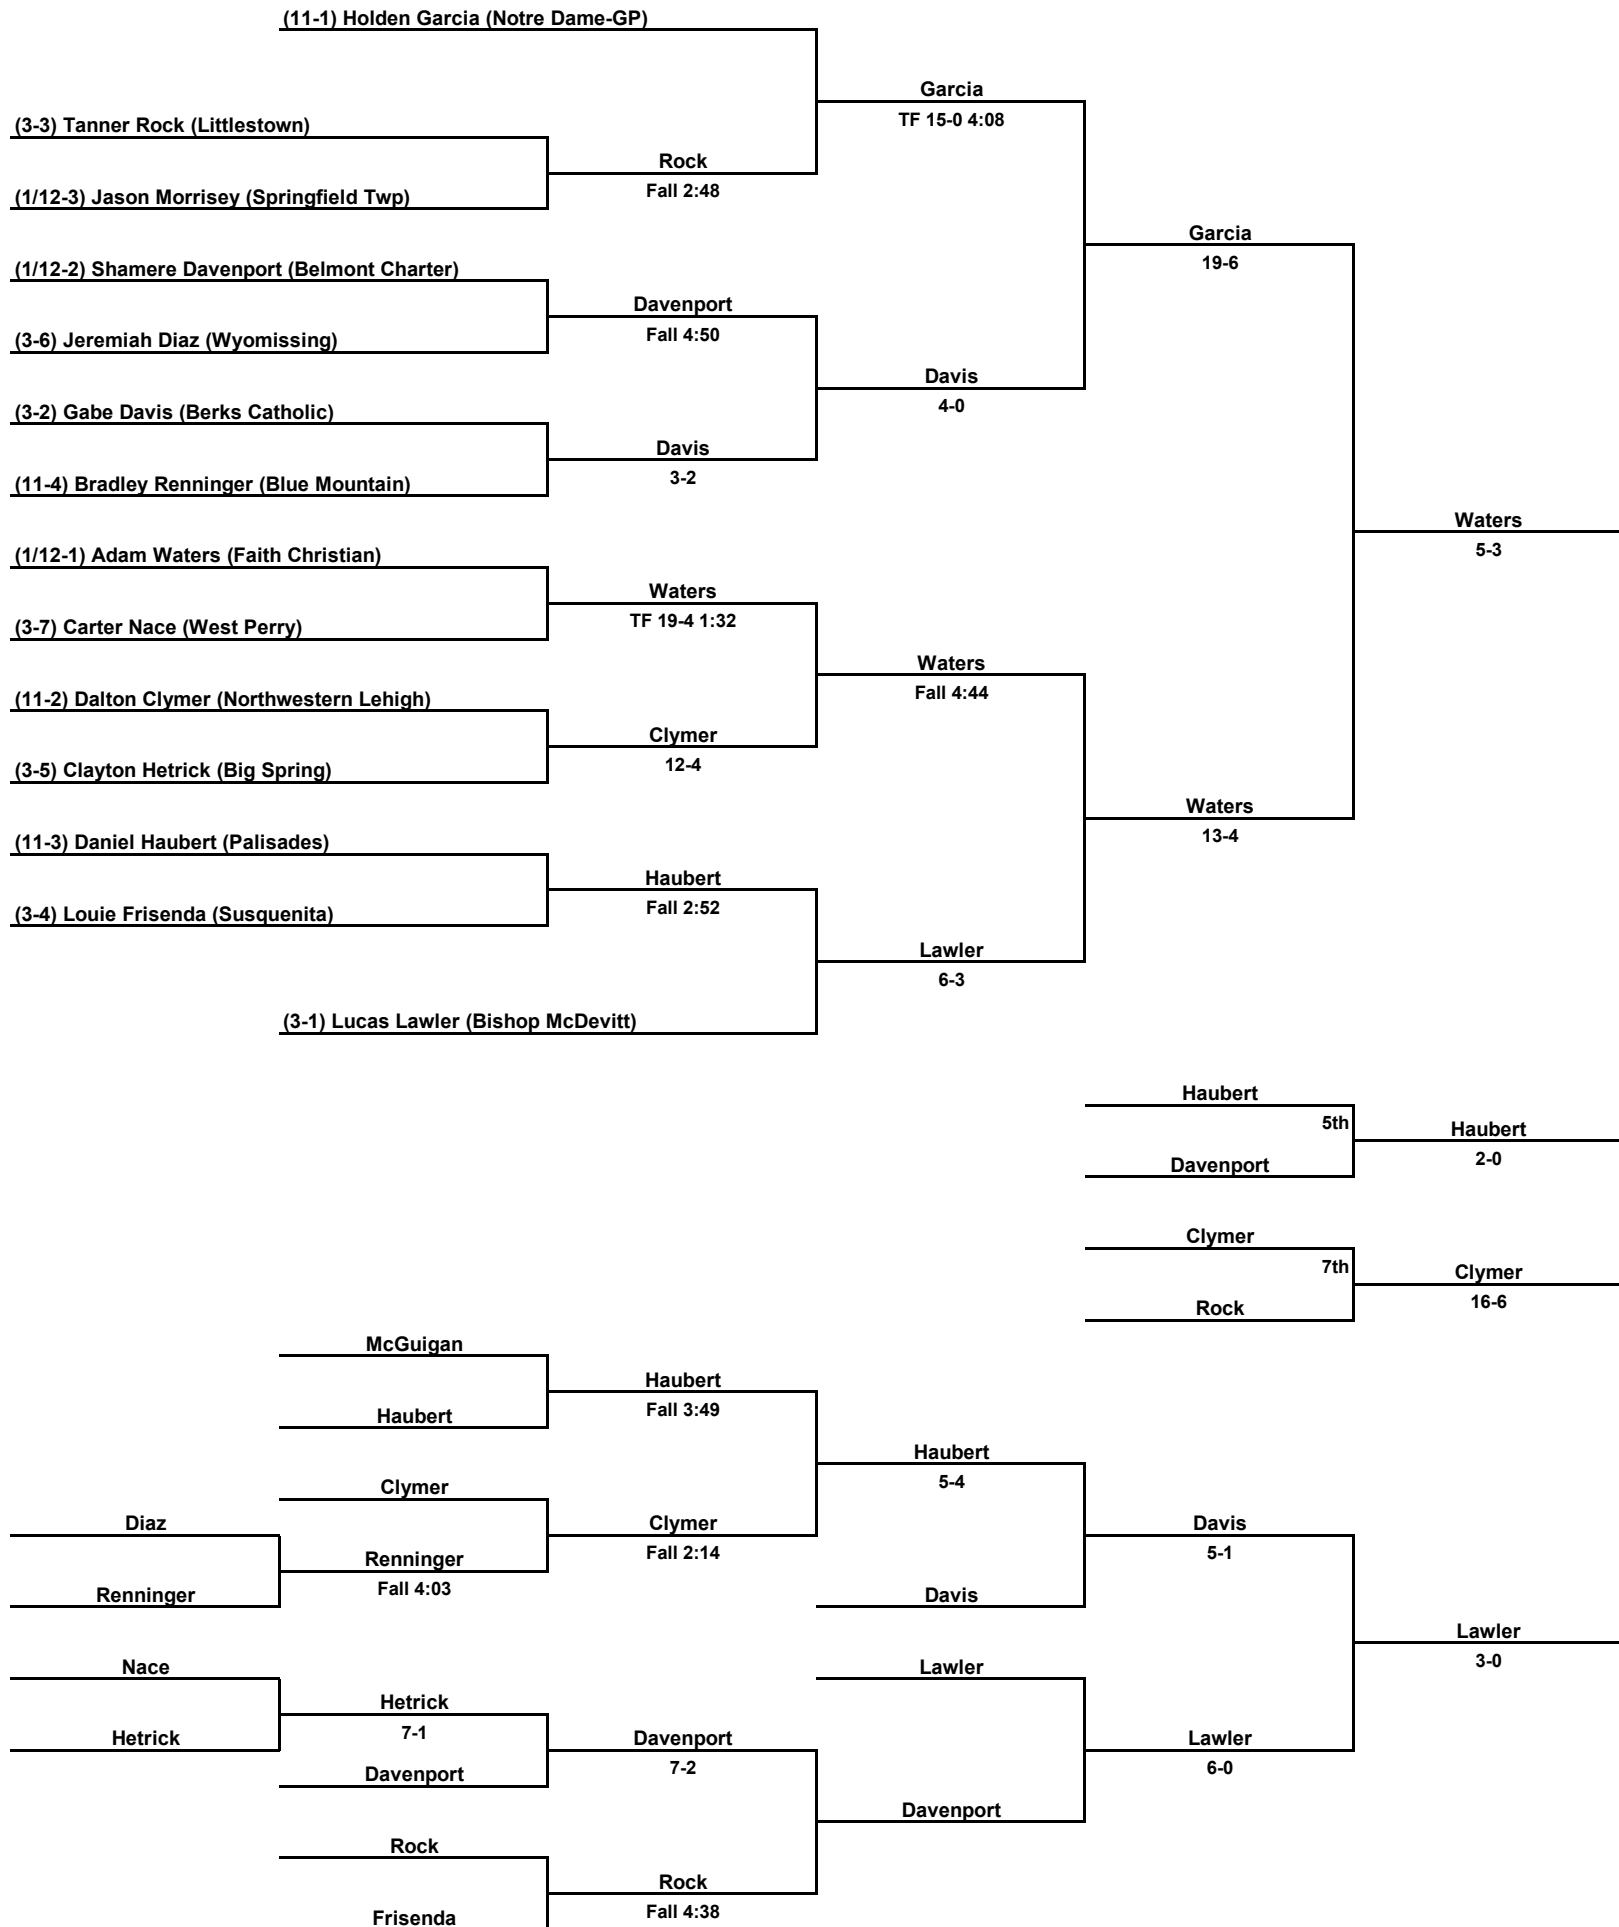 (11-1) Holden Garcia (Notre Dame-GP)
Garcia
TF 15-0 4:08
(3-3) Tanner Rock (Littlestown)
Rock
Fall 2:48
(1/12-3) Jason Morrisey (Springfield Twp)
Garcia
19-6
(1/12-2) Shamere Davenport (Belmont Charter)
Davenport
Fall 4:50
(3-6) Jeremiah Diaz (Wyomissing)
Davis
4-0
(3-2) Gabe Davis (Berks Catholic)
Davis
3-2
(11-4) Bradley Renninger (Blue Mountain)
Waters
5-3
(1/12-1) Adam Waters (Faith Christian)
Waters
TF 19-4 1:32
(3-7) Carter Nace (West Perry)
Waters
Fall 4:44
(11-2) Dalton Clymer (Northwestern Lehigh)
Clymer
12-4
(3-5) Clayton Hetrick (Big Spring)
Waters
13-4
(11-3) Daniel Haubert (Palisades)
Haubert
Fall 2:52
(3-4) Louie Frisenda (Susquenita)
Lawler
6-3
(3-1) Lucas Lawler (Bishop McDevitt)
Haubert
5th
Haubert
2-0
Davenport
Clymer
7th
Clymer
16-6
Rock
McGuigan
Haubert
Fall 3:49
Haubert
Haubert
5-4
Clymer
Diaz
Clymer
Fall 2:14
Davis
5-1
Renninger
Fall 4:03
Renninger
Davis
Lawler
3-0
Nace
Lawler
Hetrick
7-1
Hetrick
Davenport
7-2
Lawler
6-0
Davenport
Davenport
Rock
Rock
Fall 4:38
Frisenda